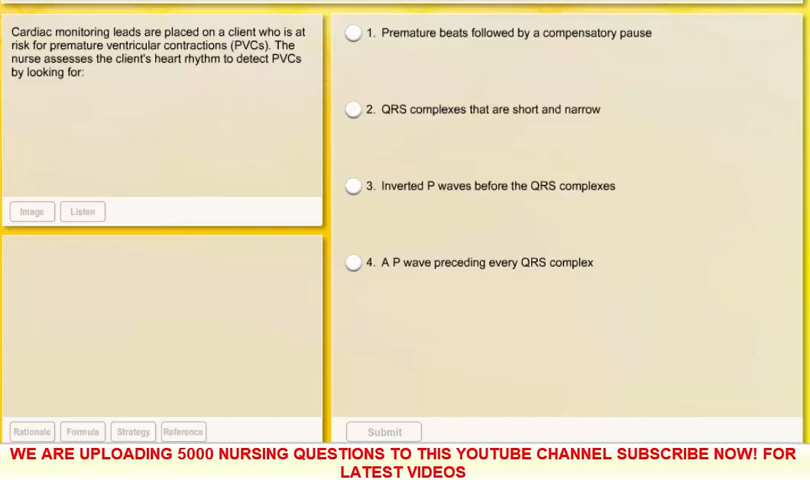 Cardiac monitoring leads are placed on a client who is at
risk for premature ventricular contractions (PVCs). The
nurse assesses the client's heart rhythm to detect PVCs
by looking for:
Image Listen
1. Premature beats followed by a compensatory pause
2. QRS complexes that are short and narrow
3. Inverted P waves before the QRS complexes
4. A P wave preceding every QRS complex
Rationale Formula Strategy Reference
Submit
WE ARE UPLOADING 5000 NURSING QUESTIONS TO THIS YOUTUBE CHANNEL SUBSCRIBE NOW! FOR
LATEST VIDEOS